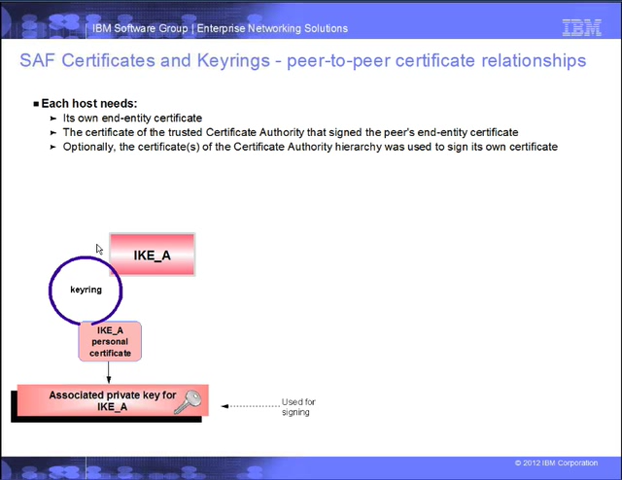 IBM Software Group | Enterprise Networking Solutions
IBM
SAF Certificates and Keyrings - peer-to-peer certificate relationships
Each host needs:
Its own end-entity certificate
The certificate of the trusted Certificate Authority that signed the peer's end-entity certificate
Optionally, the certificate(s) of the Certificate Authority hierarchy was used to sign its own certificate
IKE_A
keyring
IKE_A
personal
certificate
Associated private key for
IKE_A
Used for
signing
© 2012 IBM Corporation